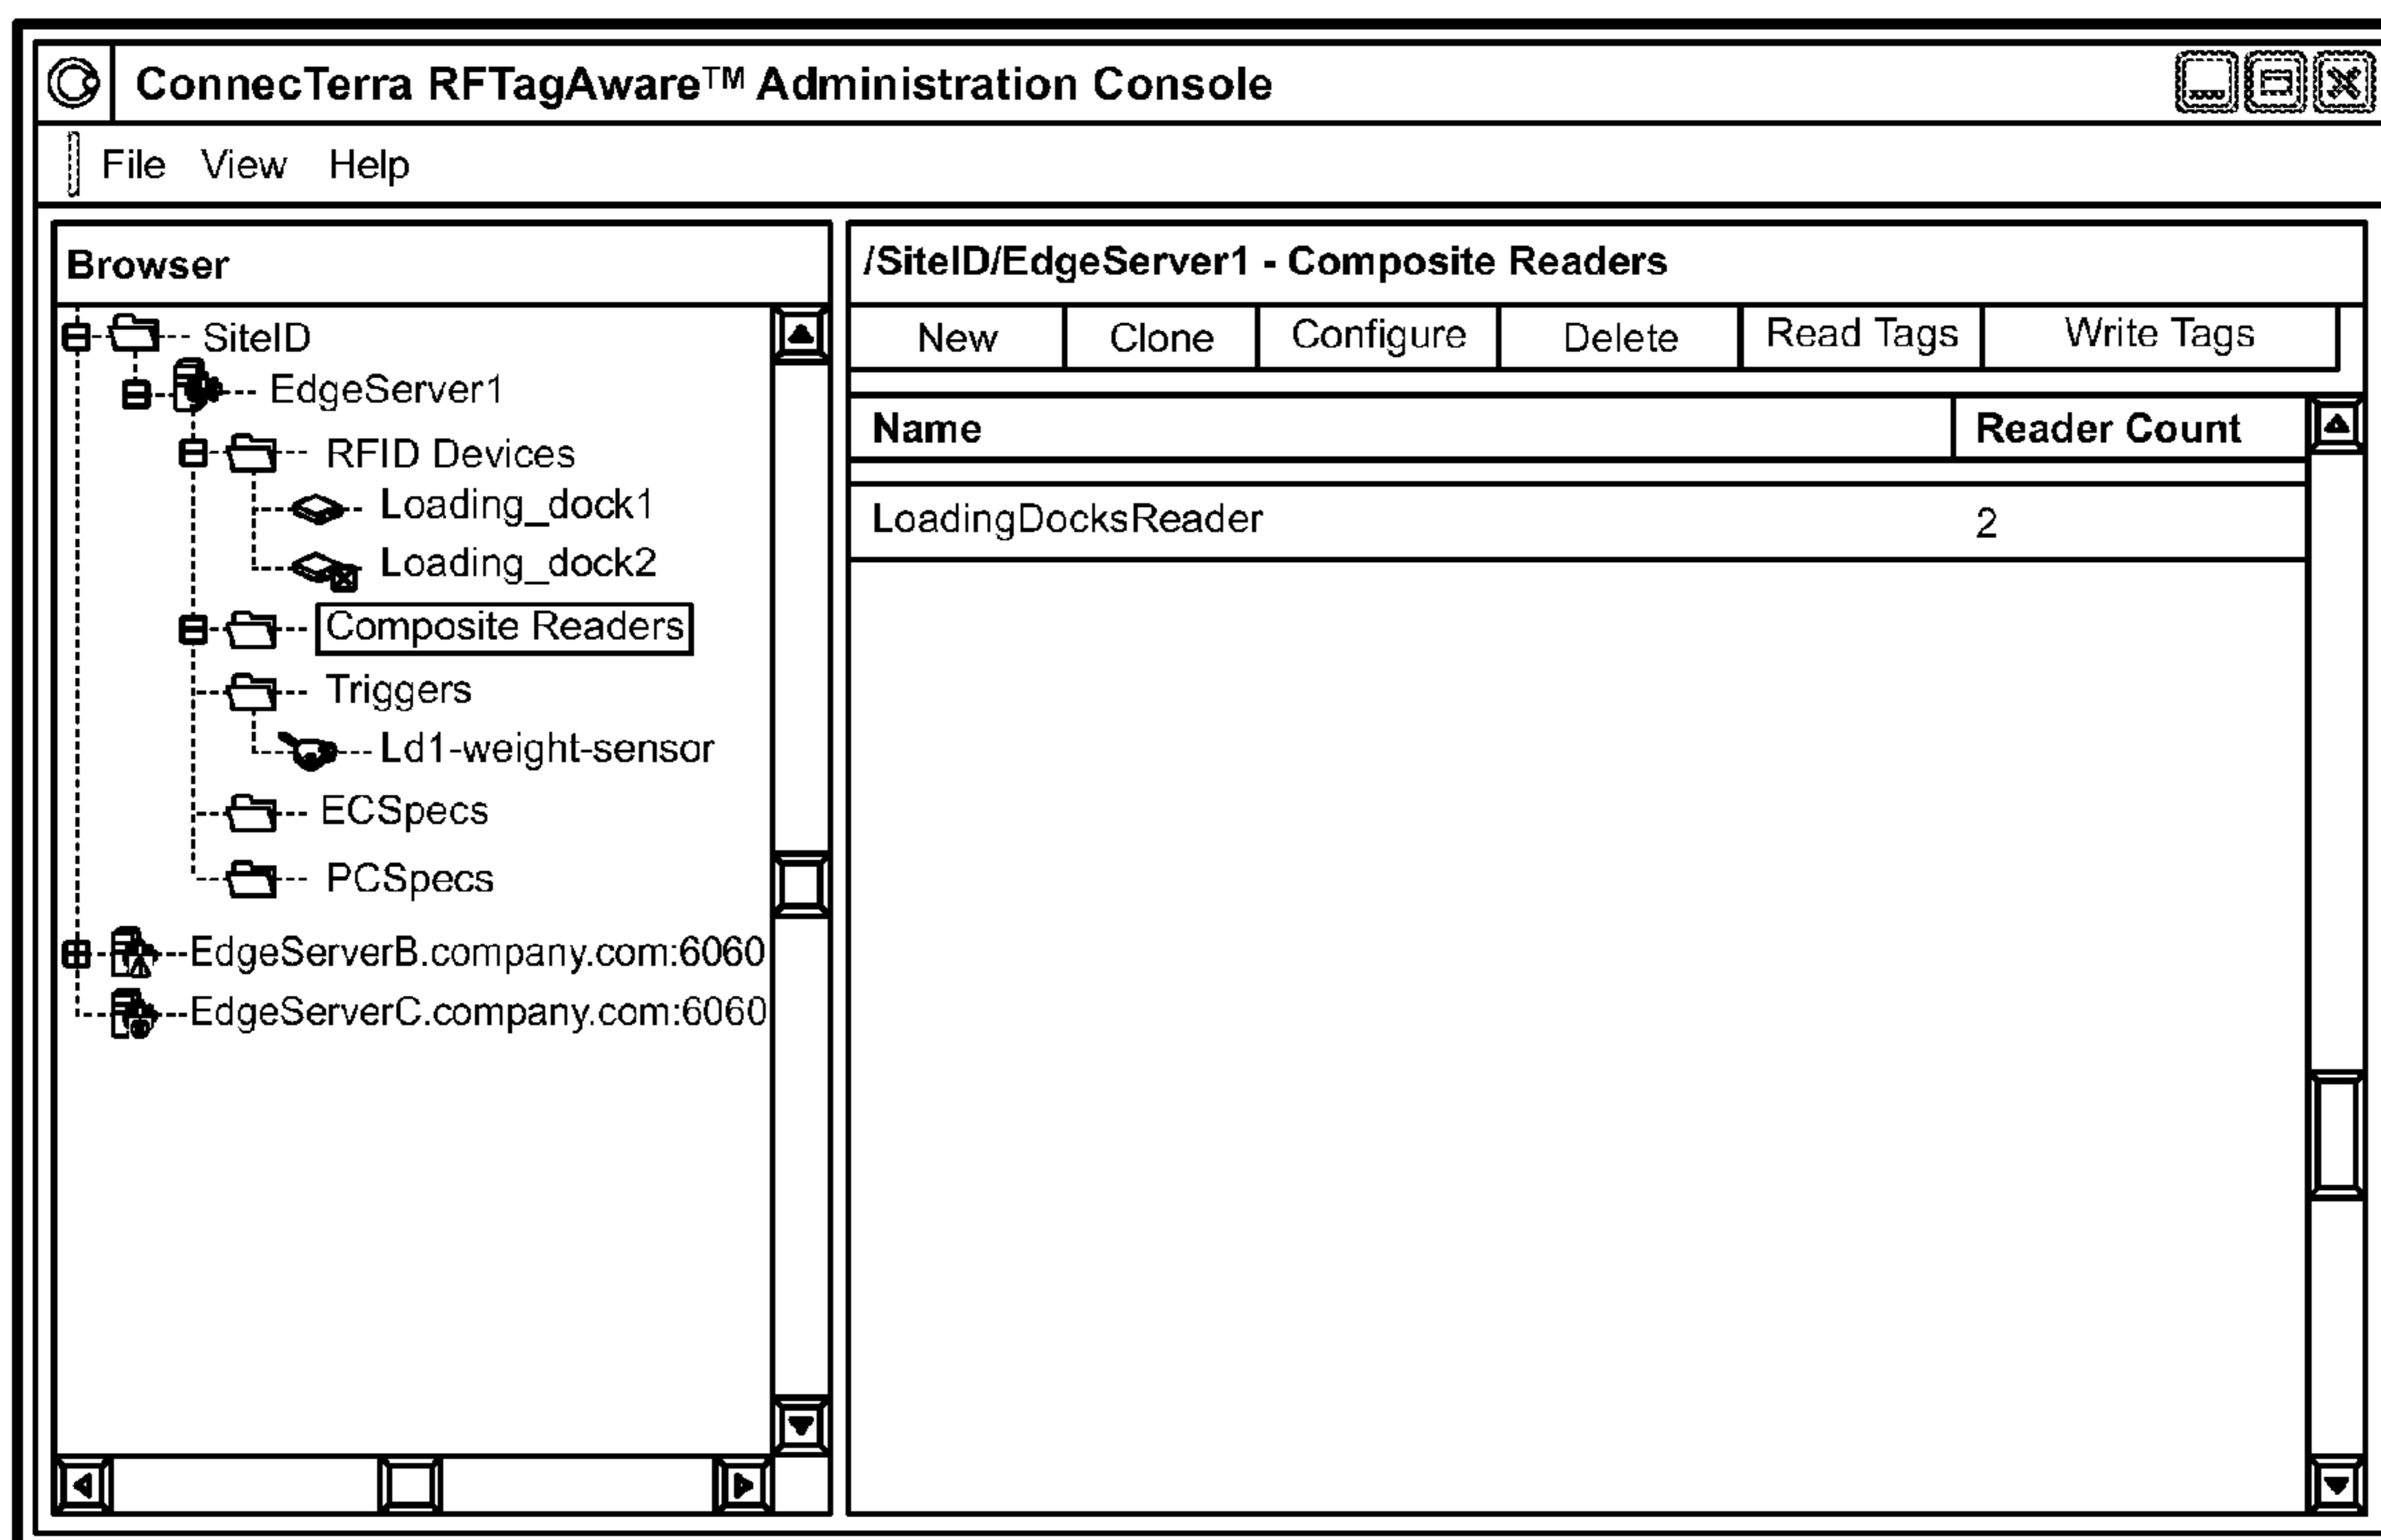 ConnecTerra RFTagAware™ Administration Console
File View Help
Browser
SiteID
EdgeServer1
RFID Devices
Loading_dock1
Loading_dock2
Composite Readers
Triggers
Ld1-weight-sensor
ECSpecs
PCSpecs
EdgeServerB.company.com:6060
EdgeServerC.company.com:6060
/SiteID/EdgeServer1 - Composite Readers
New Clone Configure Delete Read Tags Write Tags
Name Reader Count
LoadingDocksReader 2